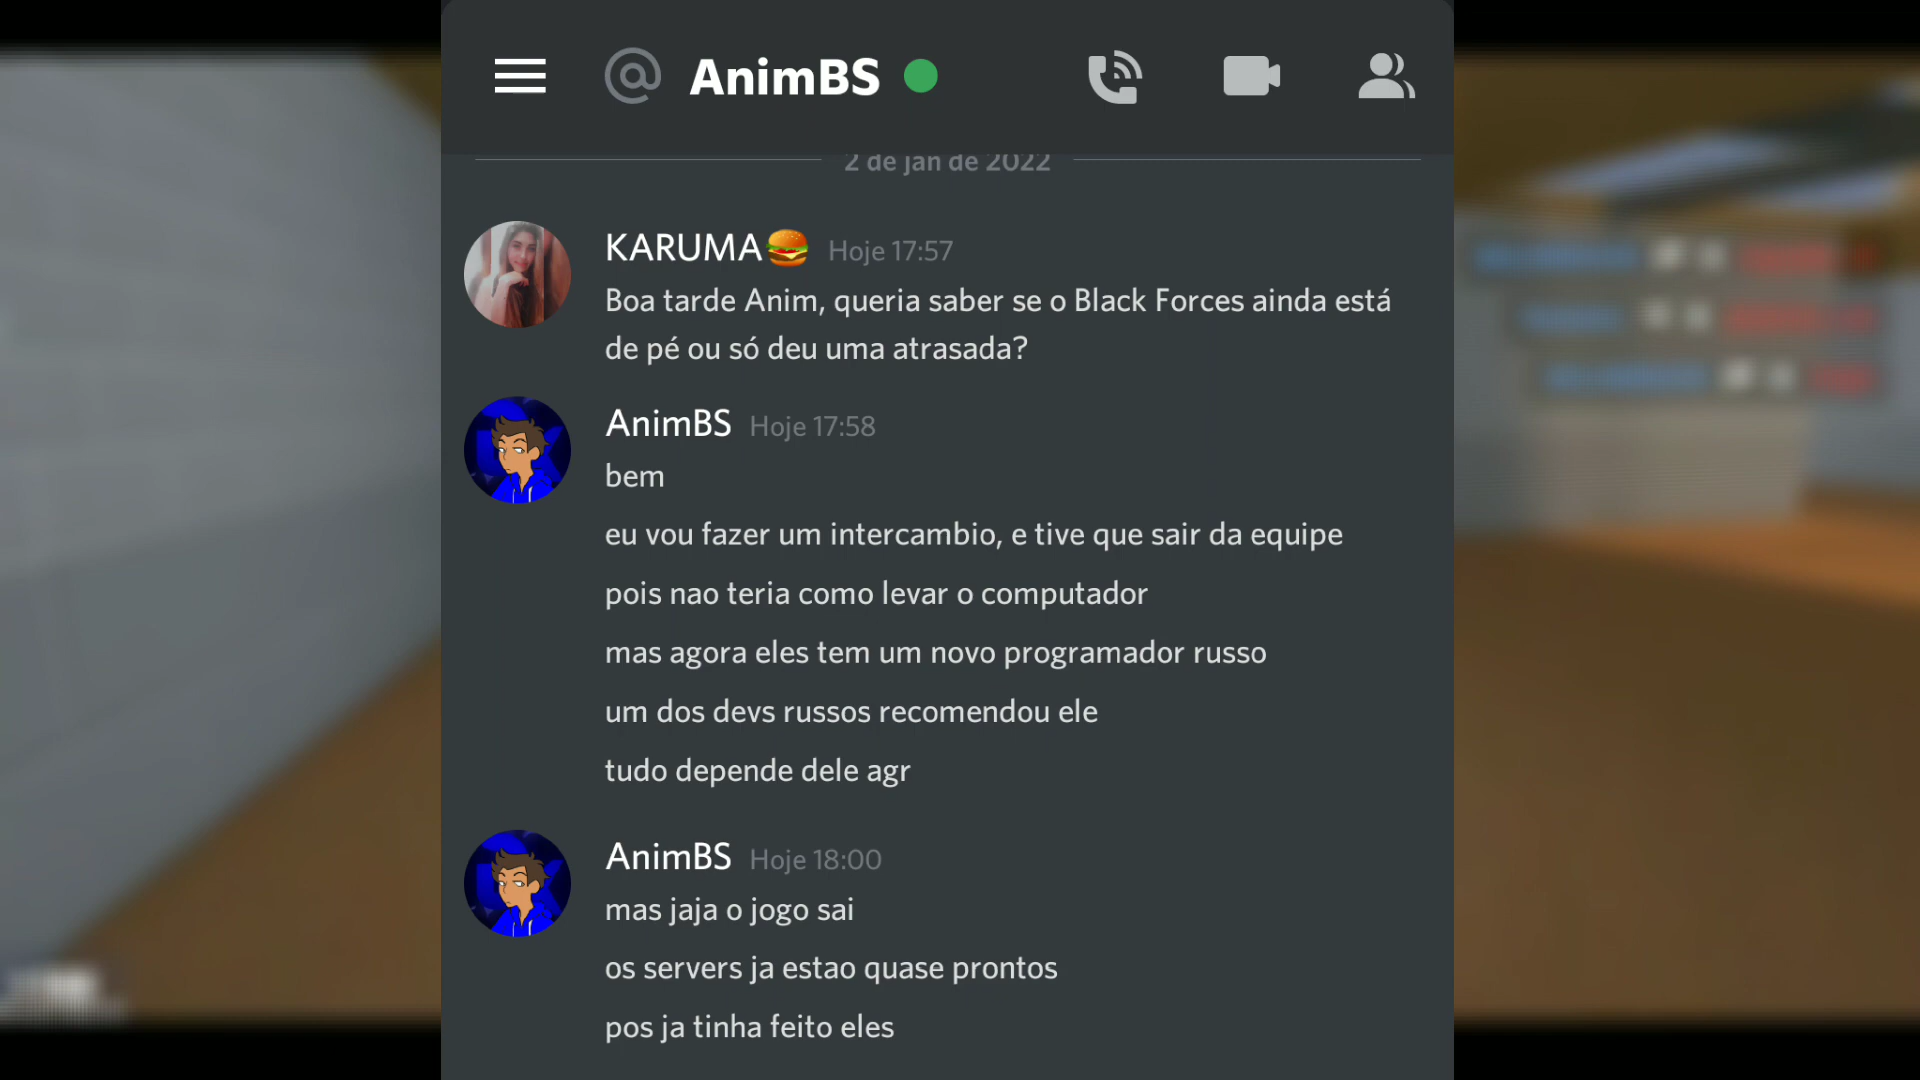 @ AnimBS
2 de jan de 2022
KARUMA🍔 Hoje 17:57
Boa tarde Anim, queria saber se o Black Forces ainda está
de pé ou só deu uma atrasada?
AnimBS Hoje 17:58
bem
eu vou fazer um intercambio, e tive que sair da equipe
pois nao teria como levar o computador
mas agora eles tem um novo programador russo
um dos devs russos recomendou ele
tudo depende dele agr
AnimBS Hoje 18:00
mas jaja o jogo sai
os servers ja estao quase prontos
pos ja tinha feito eles